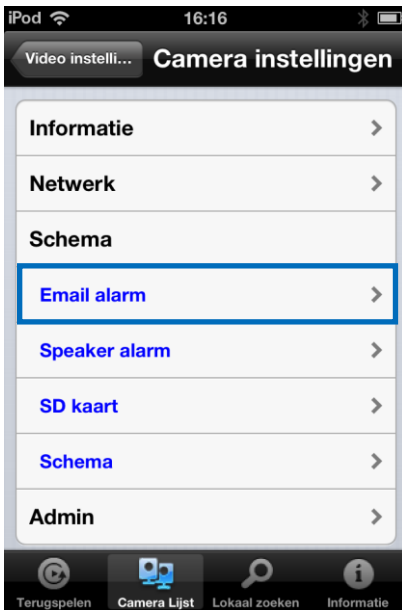 iPod 16:16
Video instelli... Camera instellingen
Informatie
Netwerk
Schema
Email alarm
Speaker alarm
SD kaart
Schema
Admin
Terugspelen Camera Lijst Lokaal zoeken Informatie